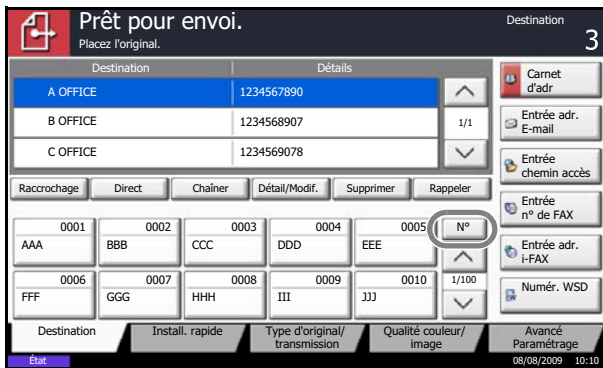 Prêt pour envoi.
Placez l'original.
Destination
3
Destination Détails
A OFFICE 1234567890
B OFFICE 1234568907
C OFFICE 1234569078
1/1
Carnet
d'adr
Entrée adr.
E-mail
Entrée
chemin accès
Entrée
n° de FAX
Entrée adr.
i-FAX
Numér. WSD
Raccrochage Direct Chaîner Détail/Modif. Supprimer Rappeler
0001 0002 0003 0004 0005 N°
AAA BBB CCC DDD EEE
0006 0007 0008 0009 0010 1/100
FFF GGG HHH III JJJ
Destination
Install. rapide
Type d'original/
transmission
Qualité couleur/
image
Avancé
Paramétrage
État
08/08/2009 10:10